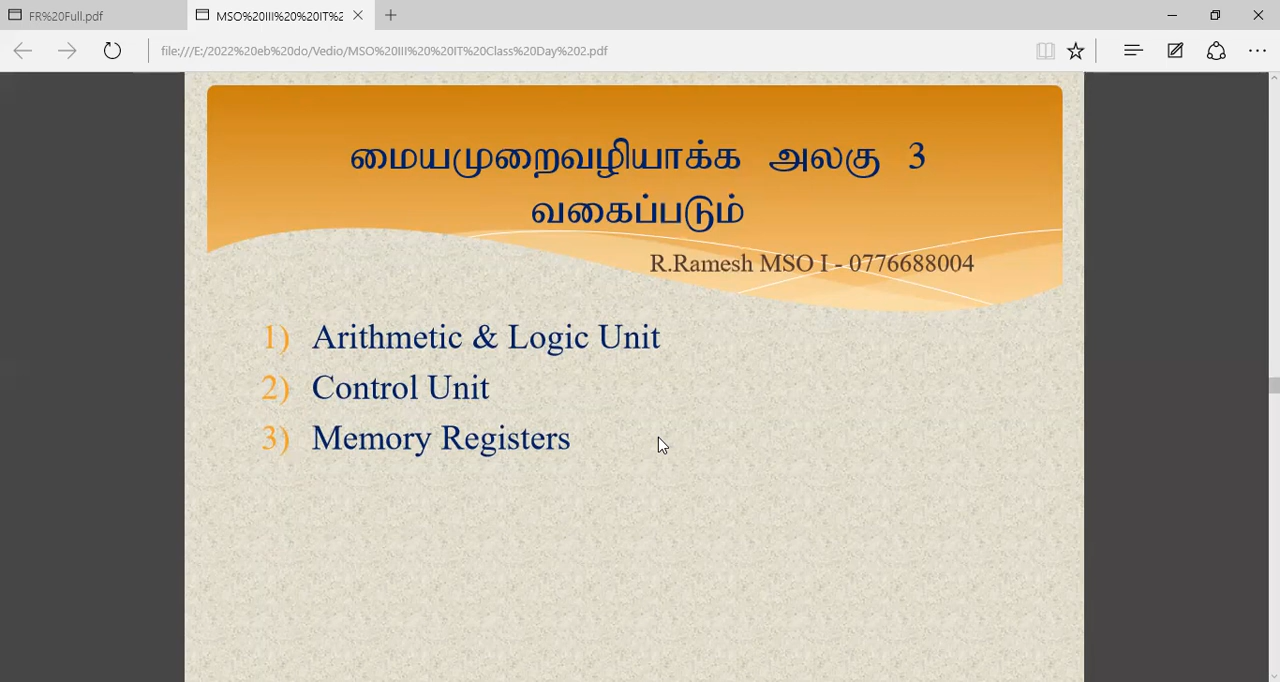 FR%20Full.pdf
MSO%20III%20%20IT%2
file:///E:/2022%20eb%20do/Vedio/MSO%20III%20%20IT%20Class%20Day%202.pdf
மையமுறைவழியாக்க அலகு 3
வகைப்படும்
R.Ramesh MSO I - 0776688004
1) Arithmetic & Logic Unit
2) Control Unit
3) Memory Registers